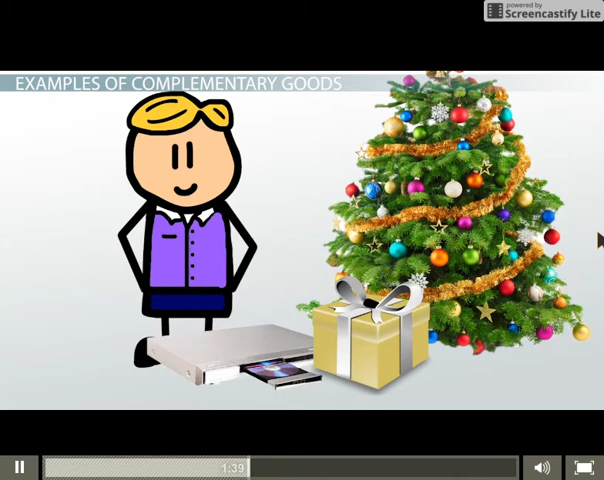 powered by
Screencastify Lite
EXAMPLES OF COMPLEMENTARY GOODS
1:39